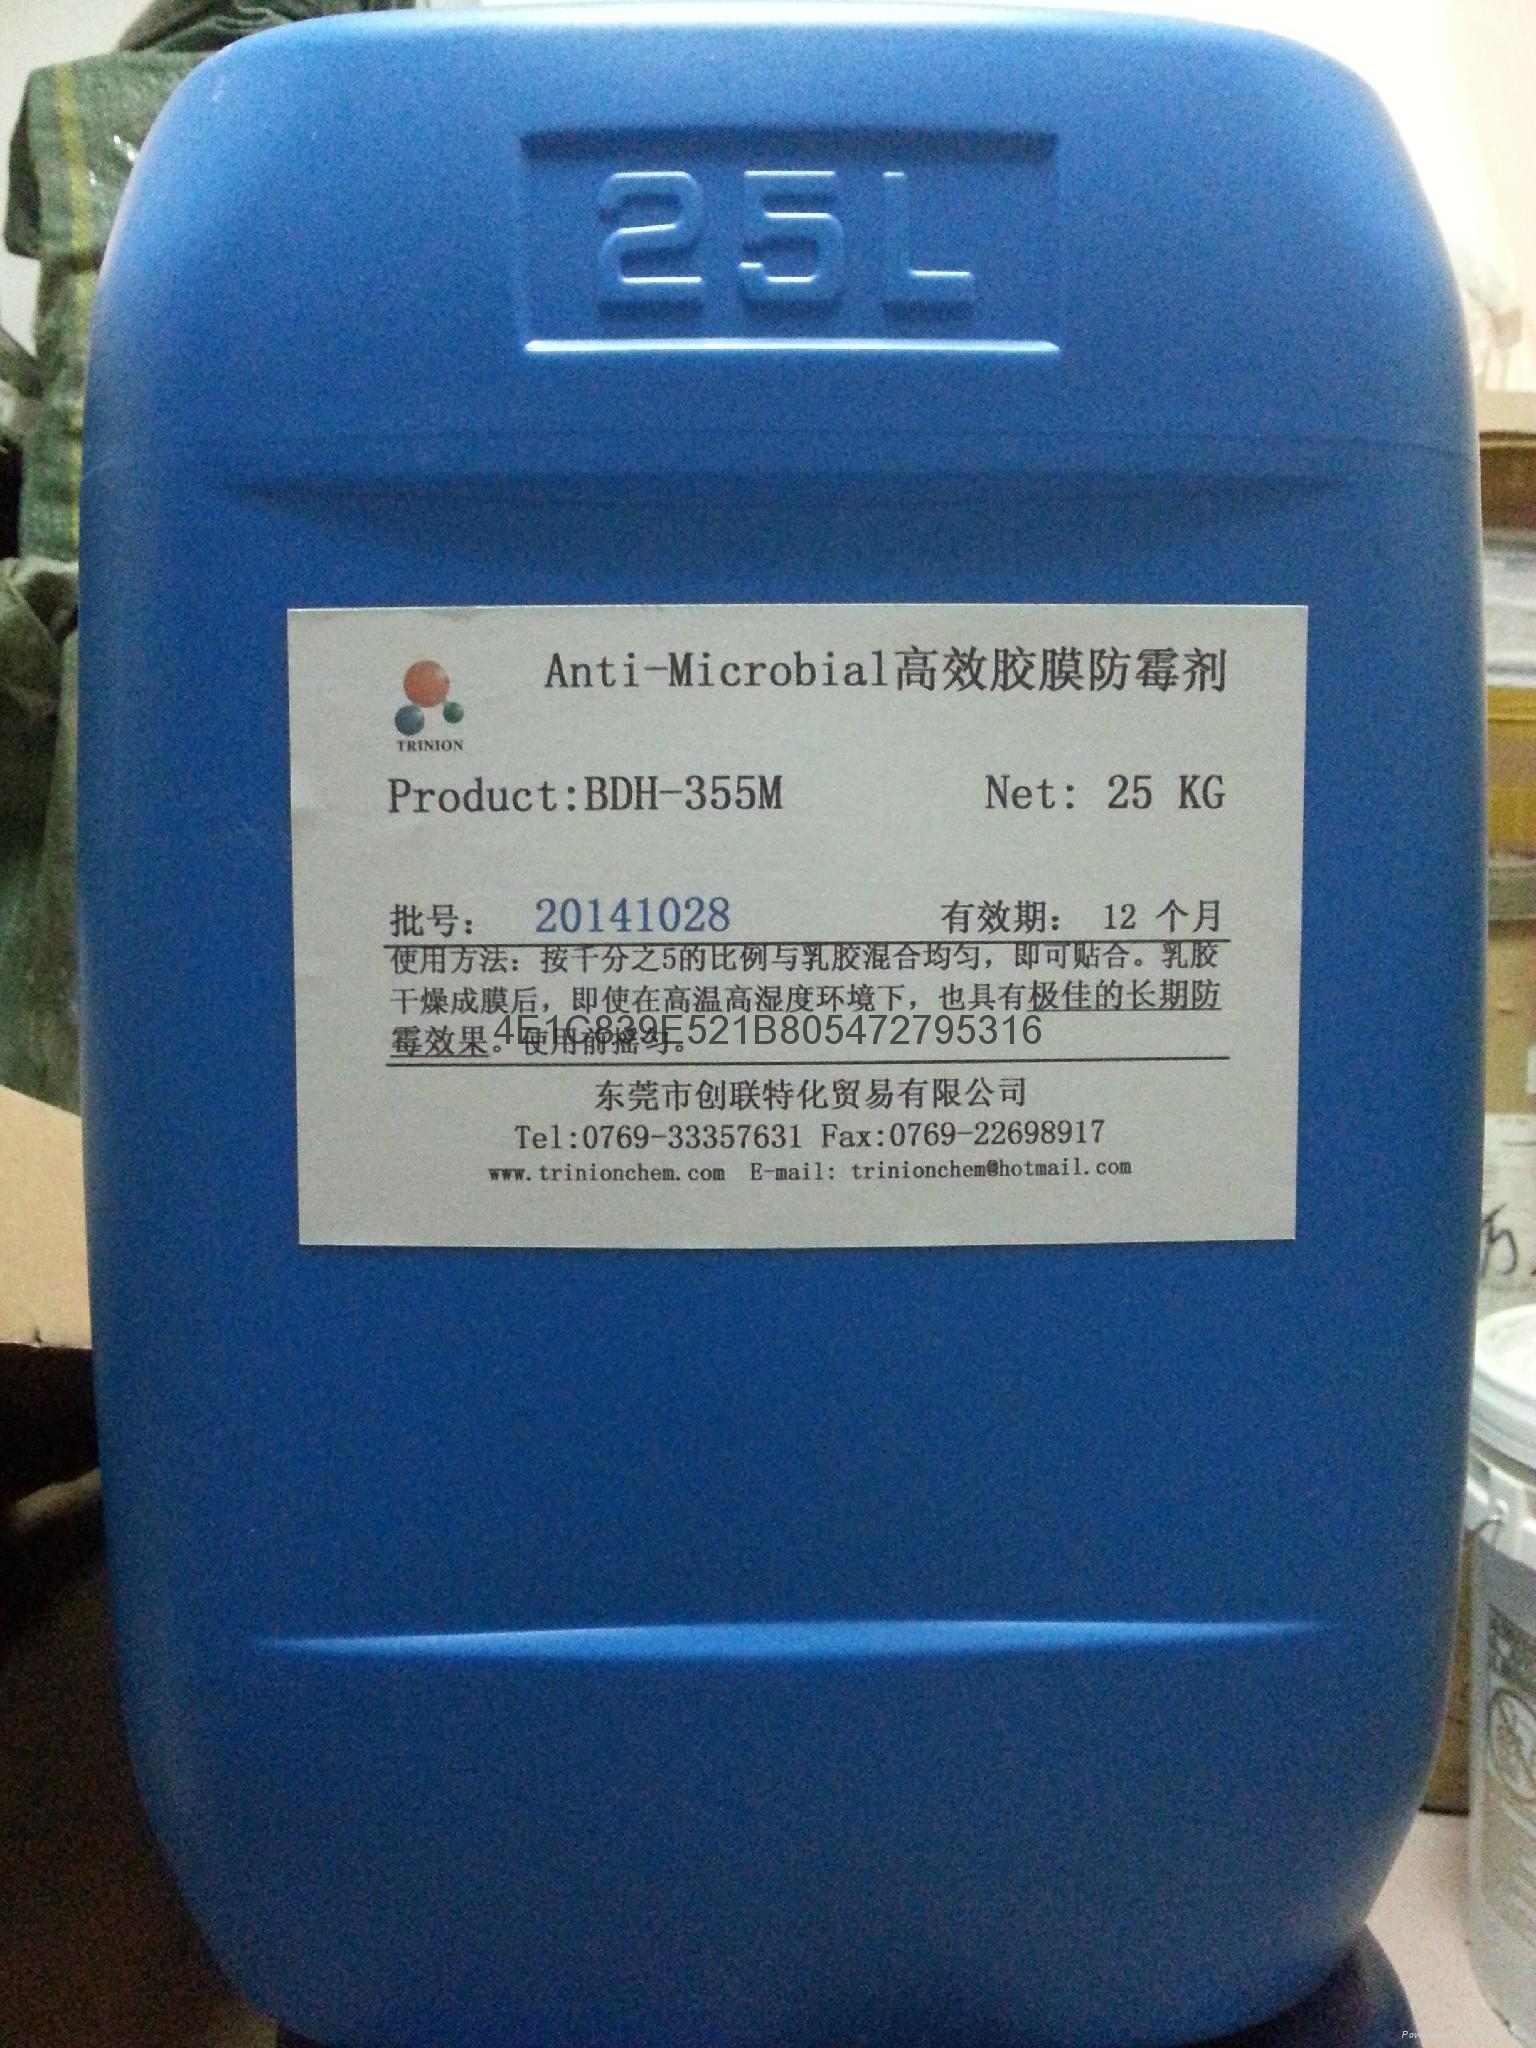 25L
Anti-Microbial高效胶膜防霉剂
TRINION
Product:BDH-355M Net: 25 KG
批号： 20141028 有效期： 12 个月
使用方法：按千分之5的比例与乳胶混合均匀，即可贴合。乳胶
干燥成膜后，即使在高温高湿度环境下，也具有极佳的长期防
霉效果。使用前摇匀。
4E1C839E521B805472795316
东莞市创联特化贸易有限公司
Tel:0769-33357631 Fax:0769-22698917
www.trinionchem.com E-mail: trinionchem@hotmail.com